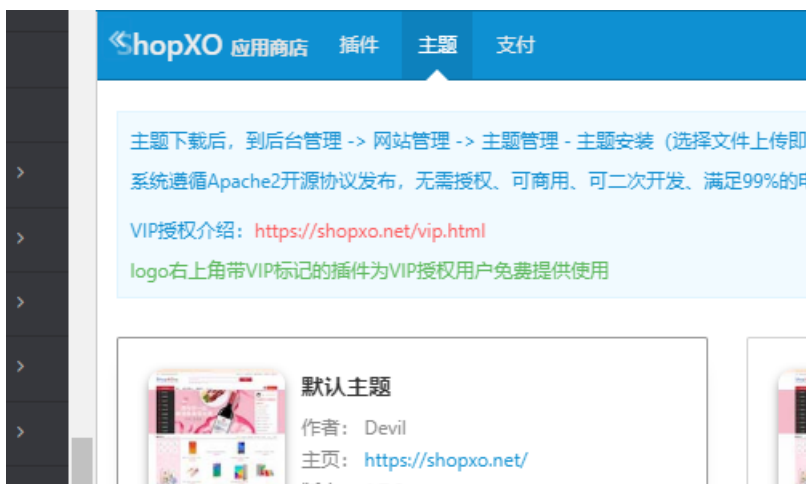 ShopXO 应用商店 插件 主题 支付
主题下载后，到后台管理 -> 网站管理 -> 主题管理 - 主题安装（选择文件上传即
系统遵循Apache2开源协议发布，无需授权、可商用、可二次开发、满足99%的
VIP授权介绍：https://shopxo.net/vip.html
logo右上角带VIP标记的插件为VIP授权用户免费提供使用
默认主题
作者： Devil
主页： https://shopxo.net/